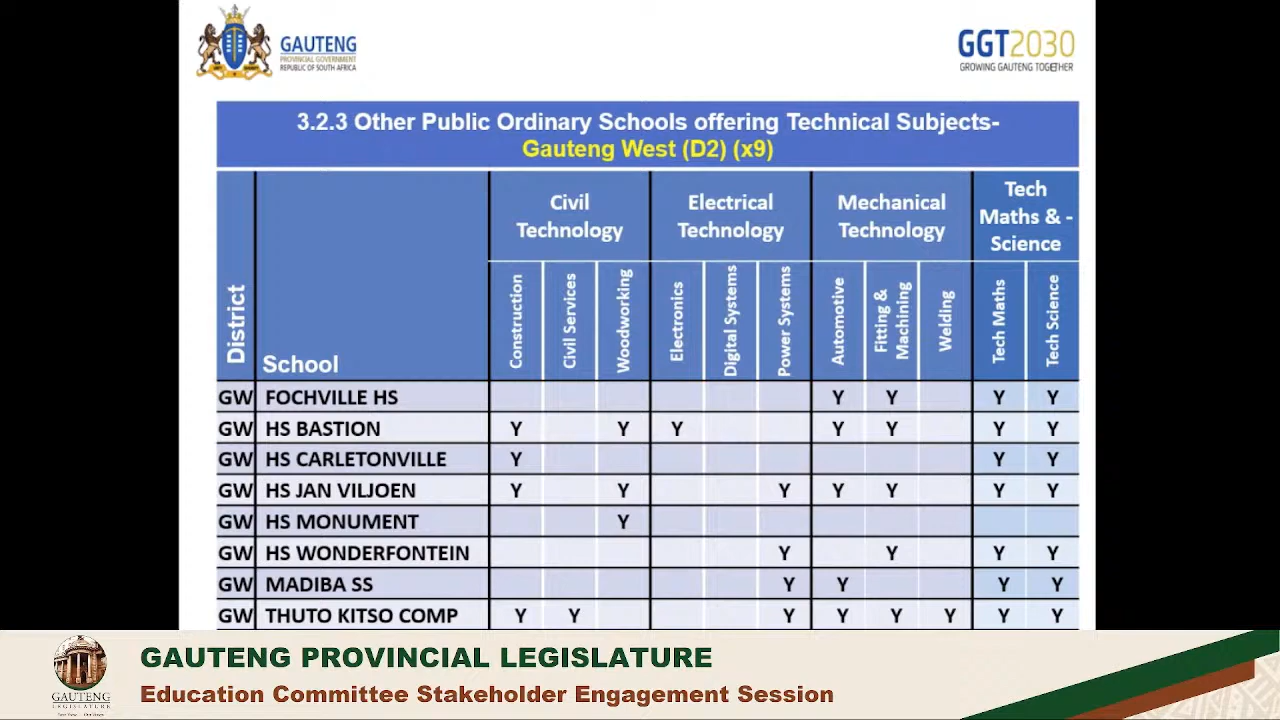 GAUTENG
PROVINCIAL GOVERNMENT
REPUBLIC OF SOUTH AFRICA
GGT2030
GROWING GAUTENG TOGETHER
3.2.3 Other Public Ordinary Schools offering Technical Subjects-
Gauteng West (D2) (x9)
District School Civil Technology Electrical Technology Mechanical Technology Tech Maths & - Science
Construction Civil Services Woodworking Electronics Digital Systems Power Systems Automotive Fitting & Machining Welding Tech Maths Tech Science
GW FOCHVILLE HS Y Y Y Y
GW HS BASTION Y Y Y Y Y Y Y
GW HS CARLETONVILLE Y Y Y
GW HS JAN VILJOEN Y Y Y Y Y Y Y
GW HS MONUMENT Y
GW HS WONDERFONTEIN Y Y Y Y
GW MADIBA SS Y Y Y Y
GW THUTO KITSO COMP Y Y Y Y Y Y Y Y
GAUTENG PROVINCIAL LEGISLATURE
Education Committee Stakeholder Engagement Session
GAUTENG
LEGISLATURE